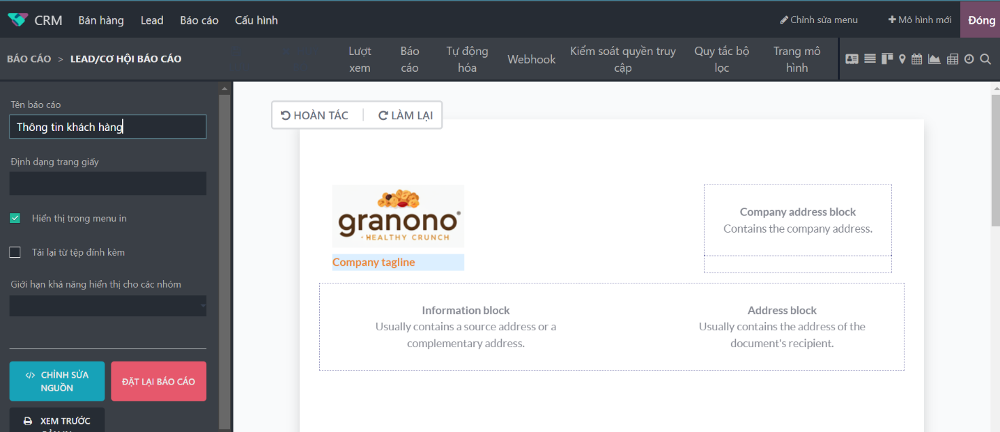 CRM Bán hàng Lead Báo cáo Cấu hình Chỉnh sửa menu Mô hình mới Đóng
BÁO CÁO > LEAD/CƠ HỘI BÁO CÁO
Lượt xem
Báo cáo
Tự động hóa
Webhook
Kiểm soát quyền truy cập
Quy tắc bộ lọc
Trang mô hình
Tên báo cáo
Thông tin khách hàng
Định dạng trang giấy
Hiển thị trong menu in
Tải lại từ tệp đính kèm
Giới hạn khả năng hiển thị cho các nhóm
</> CHỈNH SỬA
NGUỒN
ĐẶT LẠI BÁO CÁO
XEM TRƯỚC
HOÀN TÁC
LÀM LẠI
granono®
- HEALTHY CRUNCH
Company tagline
Company address block
Contains the company address.
Information block
Usually contains a source address or a
complementary address.
Address block
Usually contains the address of the
document's recipient.